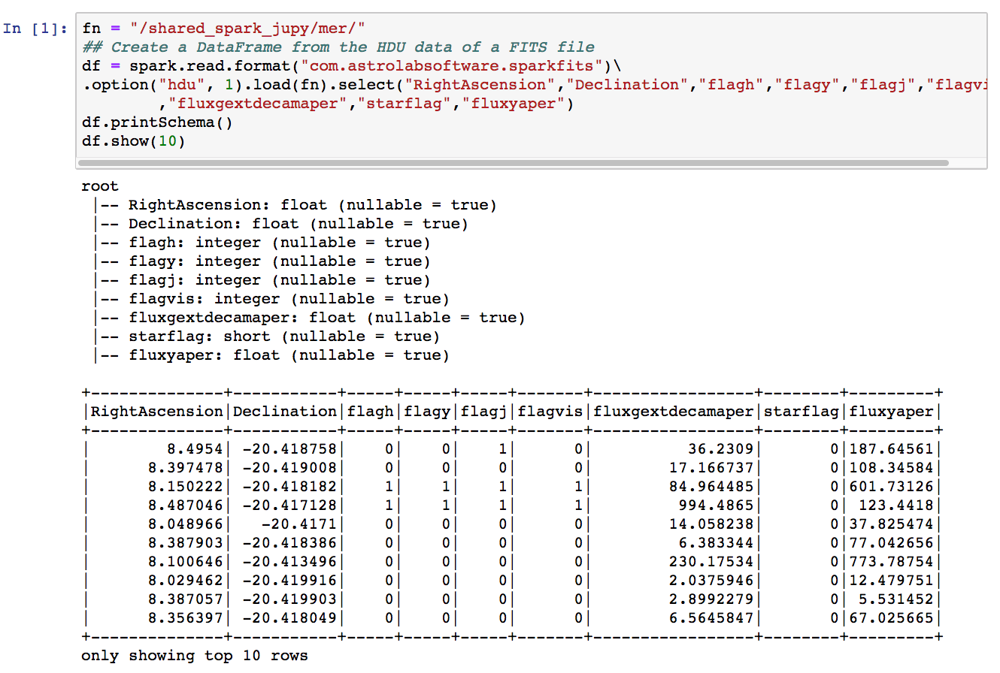 In [1]: fn = "/shared_spark_jupy/mer/"
## Create a DataFrame from the HDU data of a FITS file
df = spark.read.format("com.astrolabsoftware.sparkfits")\
.option("hdu", 1).load(fn).select("RightAscension","Declination","flagh","flagy","flagj","flagvi
,"fluxgextdecamaper","starflag","fluxyaper")
df.printSchema()
df.show(10)
root
|-- RightAscension: float (nullable = true)
|-- Declination: float (nullable = true)
|-- flagh: integer (nullable = true)
|-- flagy: integer (nullable = true)
|-- flagj: integer (nullable = true)
|-- flagvis: integer (nullable = true)
|-- fluxgextdecamaper: float (nullable = true)
|-- starflag: short (nullable = true)
|-- fluxyaper: float (nullable = true)
+--------------+-----------+-----+-----+-----+-------+-----------------+--------+---------+
|RightAscension|Declination|flagh|flagy|flagj|flagvis|fluxgextdecamaper|starflag|fluxyaper|
+--------------+-----------+-----+-----+-----+-------+-----------------+--------+---------+
|        8.4954| -20.418758|    0|    0|    1|      0|          36.2309|       0|187.64561|
|      8.397478| -20.419008|    0|    0|    0|      0|        17.166737|       0|108.34584|
|      8.150222| -20.418182|    1|    1|    1|      1|        84.964485|       0|601.73126|
|      8.487046| -20.417128|    1|    1|    1|      1|         994.4865|       0| 123.4418|
|      8.048966|   -20.4171|    0|    0|    0|      0|        14.058238|       0|37.825474|
|      8.387903| -20.418386|    0|    0|    0|      0|         6.383344|       0|77.042656|
|      8.100646| -20.413496|    0|    0|    0|      0|        230.17534|       0|773.78754|
|      8.029462| -20.419916|    0|    0|    0|      0|        2.0375946|       0|12.479751|
|      8.387057| -20.419903|    0|    0|    0|      0|        2.8992279|       0| 5.531452|
|      8.356397| -20.418049|    0|    0|    0|      0|        6.5645847|       0|67.025665|
+--------------+-----------+-----+-----+-----+-------+-----------------+--------+---------+
only showing top 10 rows